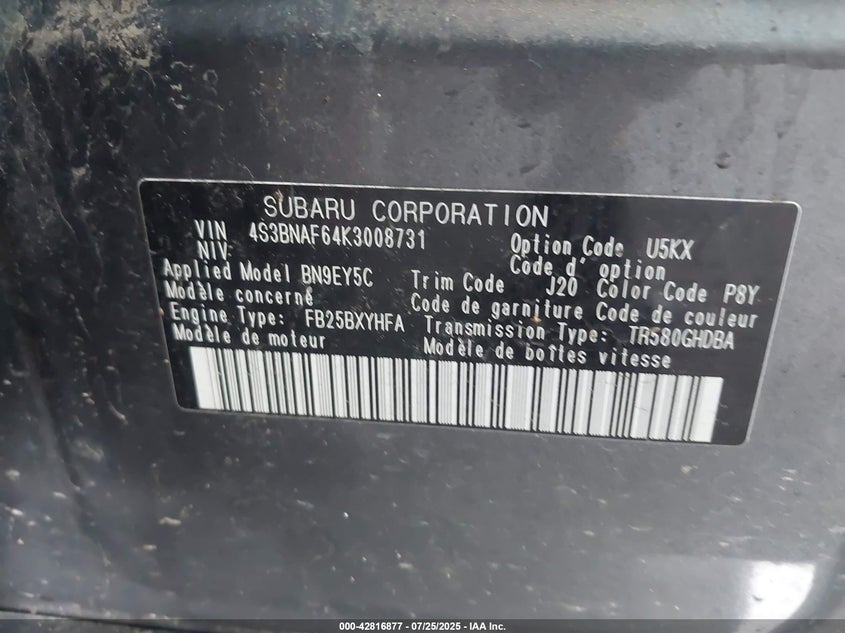 SUBARU CORPORATION
VIN 4S3BNAF64K3008731
NIV
Option Code U5KX
Code d' option
Applied Model BN9EY5C Trim Code J20 Color Code P8Y
Modèle concerné Code de garniture Code de couleur
Engine Type: FB25BXYHFA Transmission Type: TR580GHDBA
Modèle de moteur Modèle de boîtes vitesse
000-42816877 - 07/25/2025 - IAA Inc.